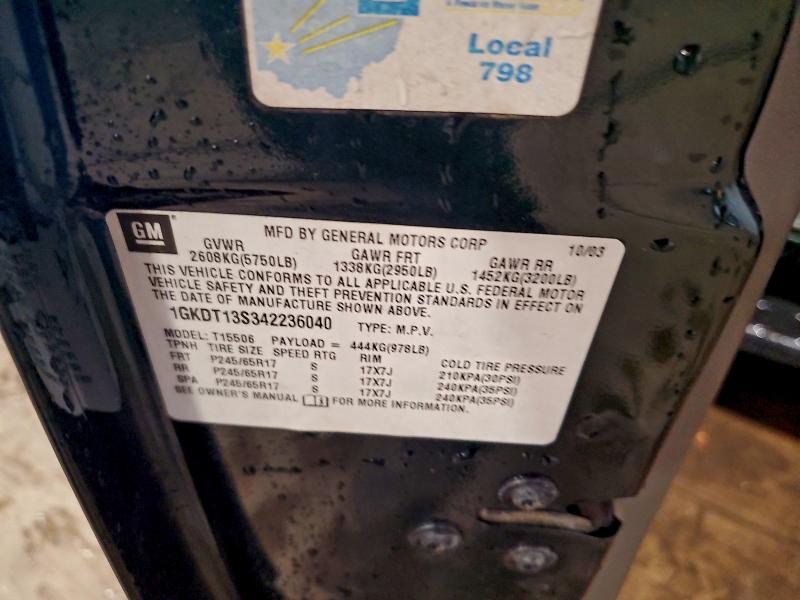 Local
798
GM
MFD BY GENERAL MOTORS CORP 10/03
GVWR GAWR FRT GAWR RR
2608KG(5750LB) 1338KG(2950LB) 1452KG(3200LB)
THIS VEHICLE CONFORMS TO ALL APPLICABLE U.S. FEDERAL MOTOR
VEHICLE SAFETY AND THEFT PREVENTION STANDARDS IN EFFECT ON
THE DATE OF MANUFACTURE SHOWN ABOVE.
1GKDT13S342236040 TYPE: M.P.V.
MODEL: T15506 PAYLOAD = 444KG(978LB)
TPNH TIRE SIZE SPEED RTG RIM COLD TIRE PRESSURE
FRT P245/65R17 S 17X7J 210KPA(30PSI)
RR P245/65R17 S 17X7J 240KPA(35PSI)
SPA P245/65R17 S 17X7J 240KPA(35PSI)
SEE OWNER'S MANUAL FOR MORE INFORMATION.